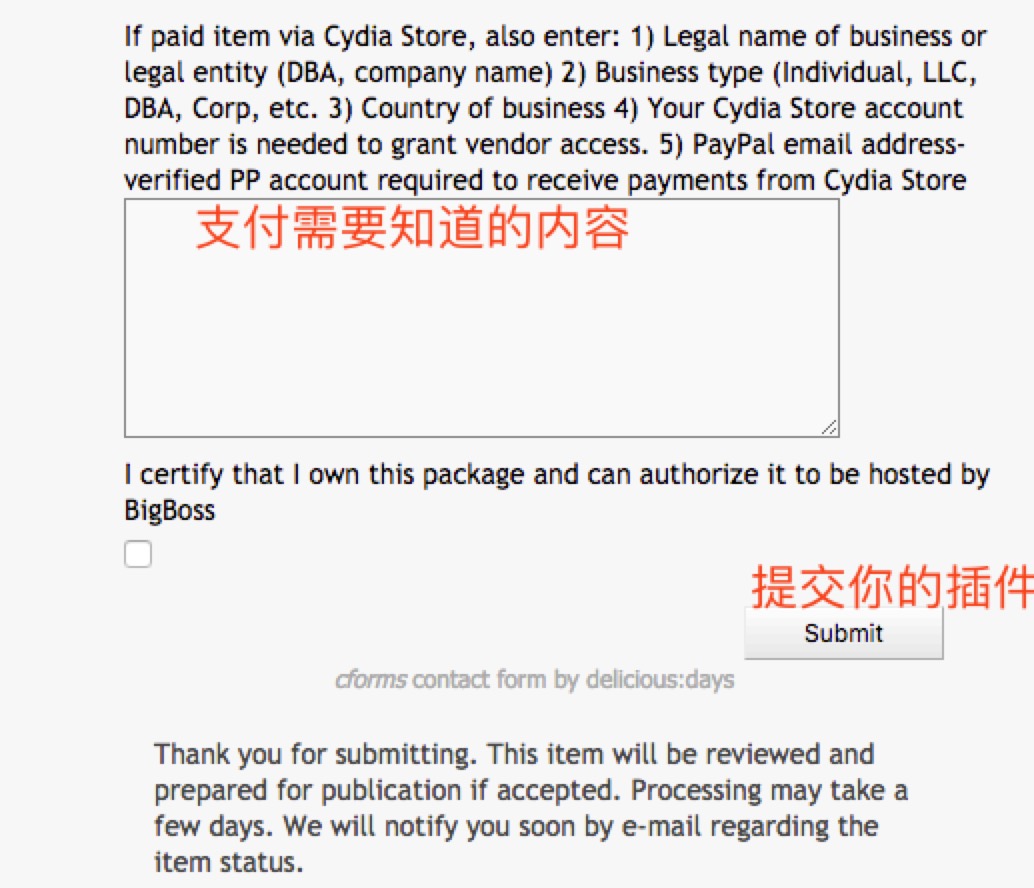 If paid item via Cydia Store, also enter: 1) Legal name of business or
legal entity (DBA, company name) 2) Business type (Individual, LLC,
DBA, Corp, etc. 3) Country of business 4) Your Cydia Store account
number is needed to grant vendor access. 5) PayPal email address-
verified PP account required to receive payments from Cydia Store
支付需要知道的内容
I certify that I own this package and can authorize it to be hosted by
BigBoss
提交你的插件
Submit
cforms contact form by delicious:days
Thank you for submitting. This item will be reviewed and
prepared for publication if accepted. Processing may take a
few days. We will notify you soon by e-mail regarding the
item status.